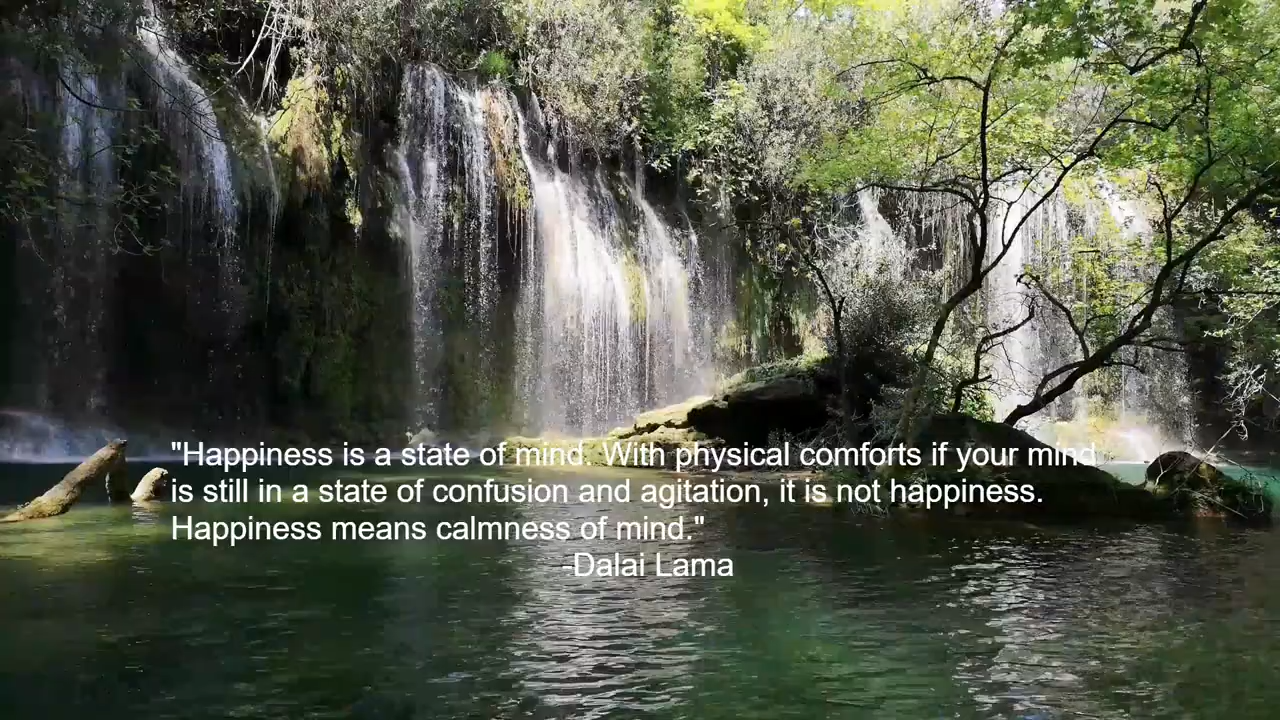 "Happiness is a state of mind. With physical comforts if your mind
is still in a state of confusion and agitation, it is not happiness.
Happiness means calmness of mind."
-Dalai Lama